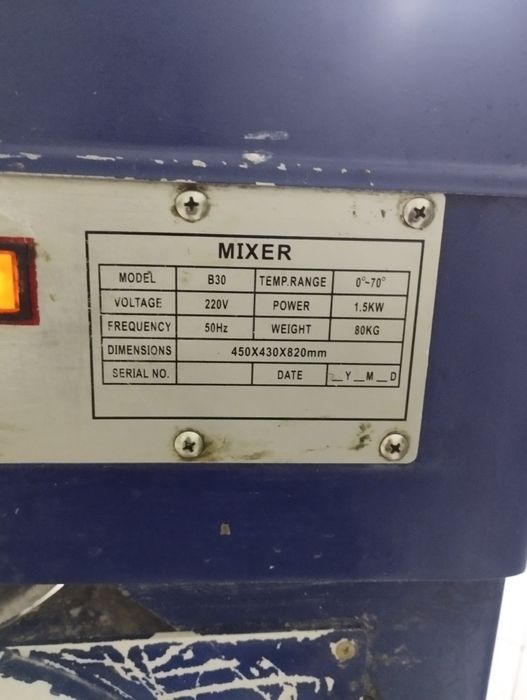 MIXER
MODEL B30 TEMP.RANGE 0°~70°
VOLTAGE 220V POWER 1.5KW
FREQUENCY 50Hz WEIGHT 80KG
DIMENSIONS 450X430X820mm
SERIAL NO. DATE __Y__M__D